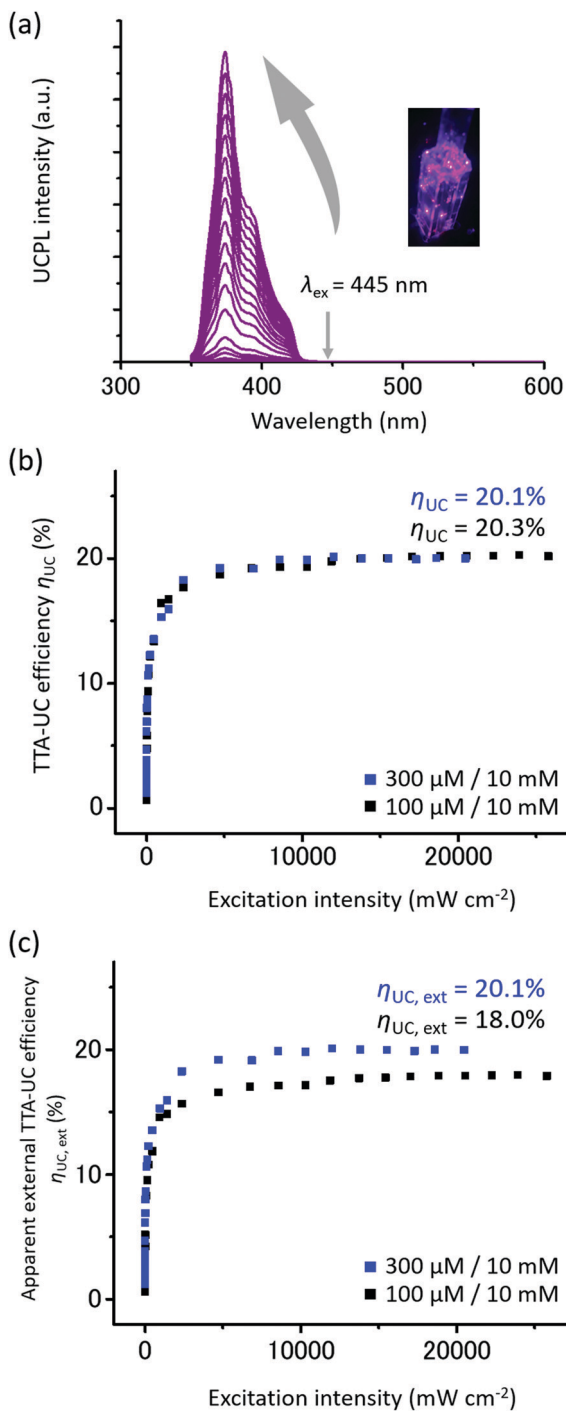 (a)
UCPL intensity (a.u.)
λex = 445 nm
300
400
500
600
Wavelength (nm)
(b)
TTA-UC efficiency ηUC (%)
20
10
0
ηUC = 20.1%
ηUC = 20.3%
300 μM / 10 mM
100 μM / 10 mM
0
10000
20000
Excitation intensity (mW cm-2)
(c)
Apparent external TTA-UC efficiency
ηUC, ext (%)
20
10
0
ηUC, ext = 20.1%
ηUC, ext = 18.0%
300 μM / 10 mM
100 μM / 10 mM
0
10000
20000
Excitation intensity (mW cm-2)